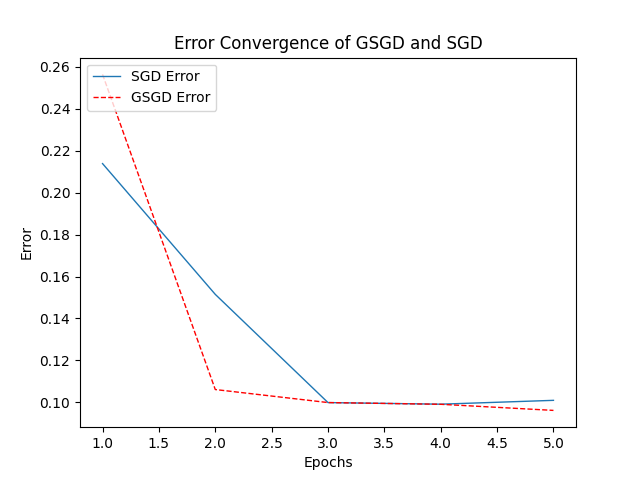 Error Convergence of GSGD and SGD
SGD Error
GSGD Error
0.26
0.24
0.22
0.20
0.18
0.16
0.14
0.12
0.10
Error
1.0 1.5 2.0 2.5 3.0 3.5 4.0 4.5 5.0
Epochs